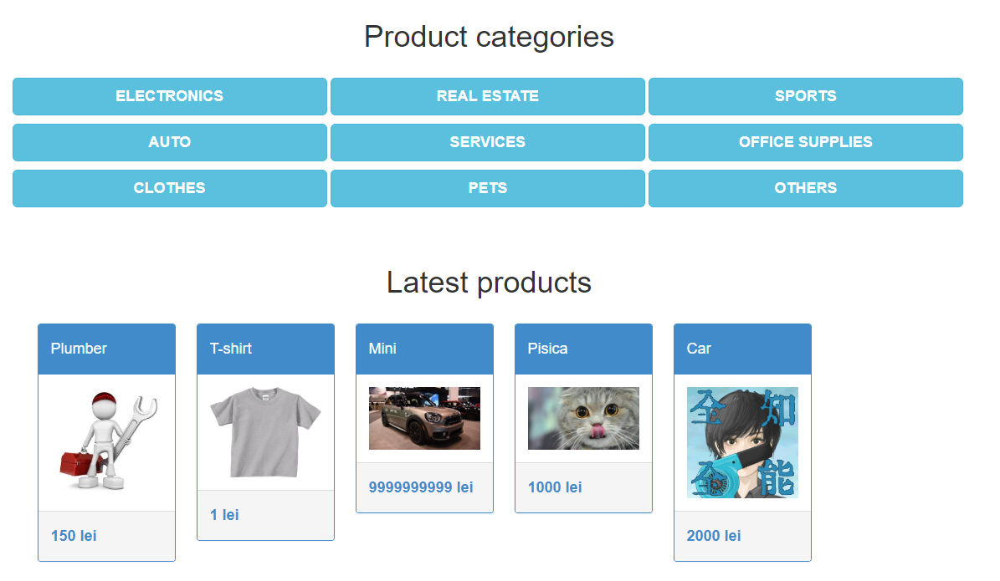 Product categories
ELECTRONICS
REAL ESTATE
SPORTS
AUTO
SERVICES
OFFICE SUPPLIES
CLOTHES
PETS
OTHERS
Latest products
Plumber
T-shirt
Mini
Pisica
Car
全知
全能
150 lei
1 lei
9999999999 lei
1000 lei
2000 lei